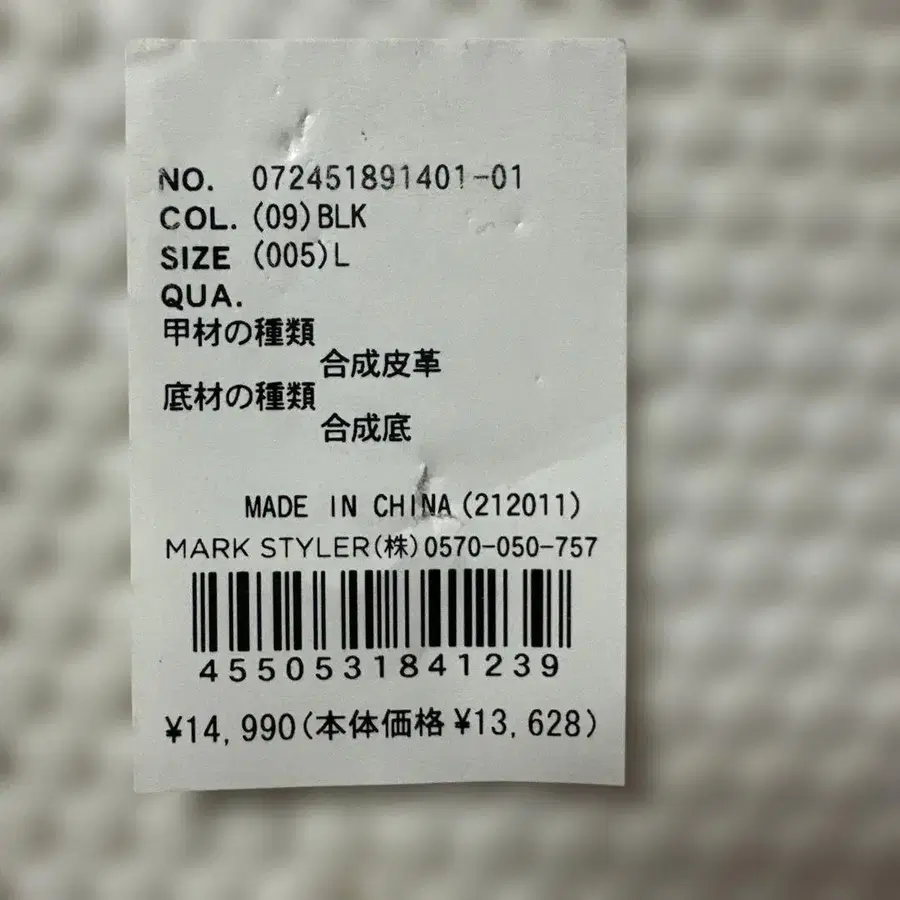 NO. 072451891401-01
COL. (09)BLK
SIZE (005)L
QUA.
甲材の種類
合成皮革
底材の種類
合成底
MADE IN CHINA(212011)
MARK STYLER(株)0570-050-757
4550531841239
¥14,990(本体価格¥13,628)